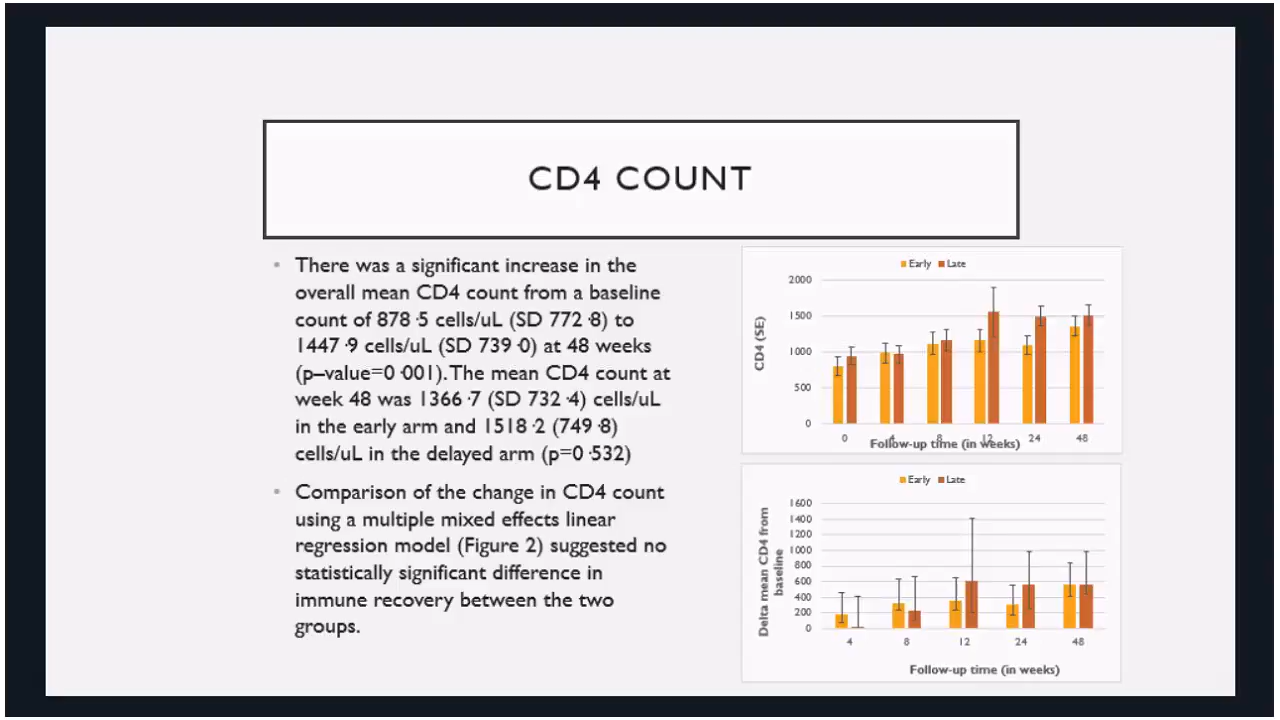 CD4 COUNT
There was a significant increase in the
overall mean CD4 count from a baseline
count of 878·5 cells/uL (SD 772·8) to
1447·9 cells/uL (SD 739·0) at 48 weeks
(p–value=0·001). The mean CD4 count at
week 48 was 1366·7 (SD 732·4) cells/uL
in the early arm and 1518·2 (749·8)
cells/uL in the delayed arm (p=0·532)
Comparison of the change in CD4 count
using a multiple mixed effects linear
regression model (Figure 2) suggested no
statistically significant difference in
immune recovery between the two
groups.
Early Late
CD4 (SE)
2000
1500
1000
500
0
0 4 8 12 24 48
Follow-up time (in weeks)
Early Late
Delta mean CD4 from
baseline
1600
1400
1200
1000
800
600
400
200
0
4 8 12 24 48
Follow-up time (in weeks)